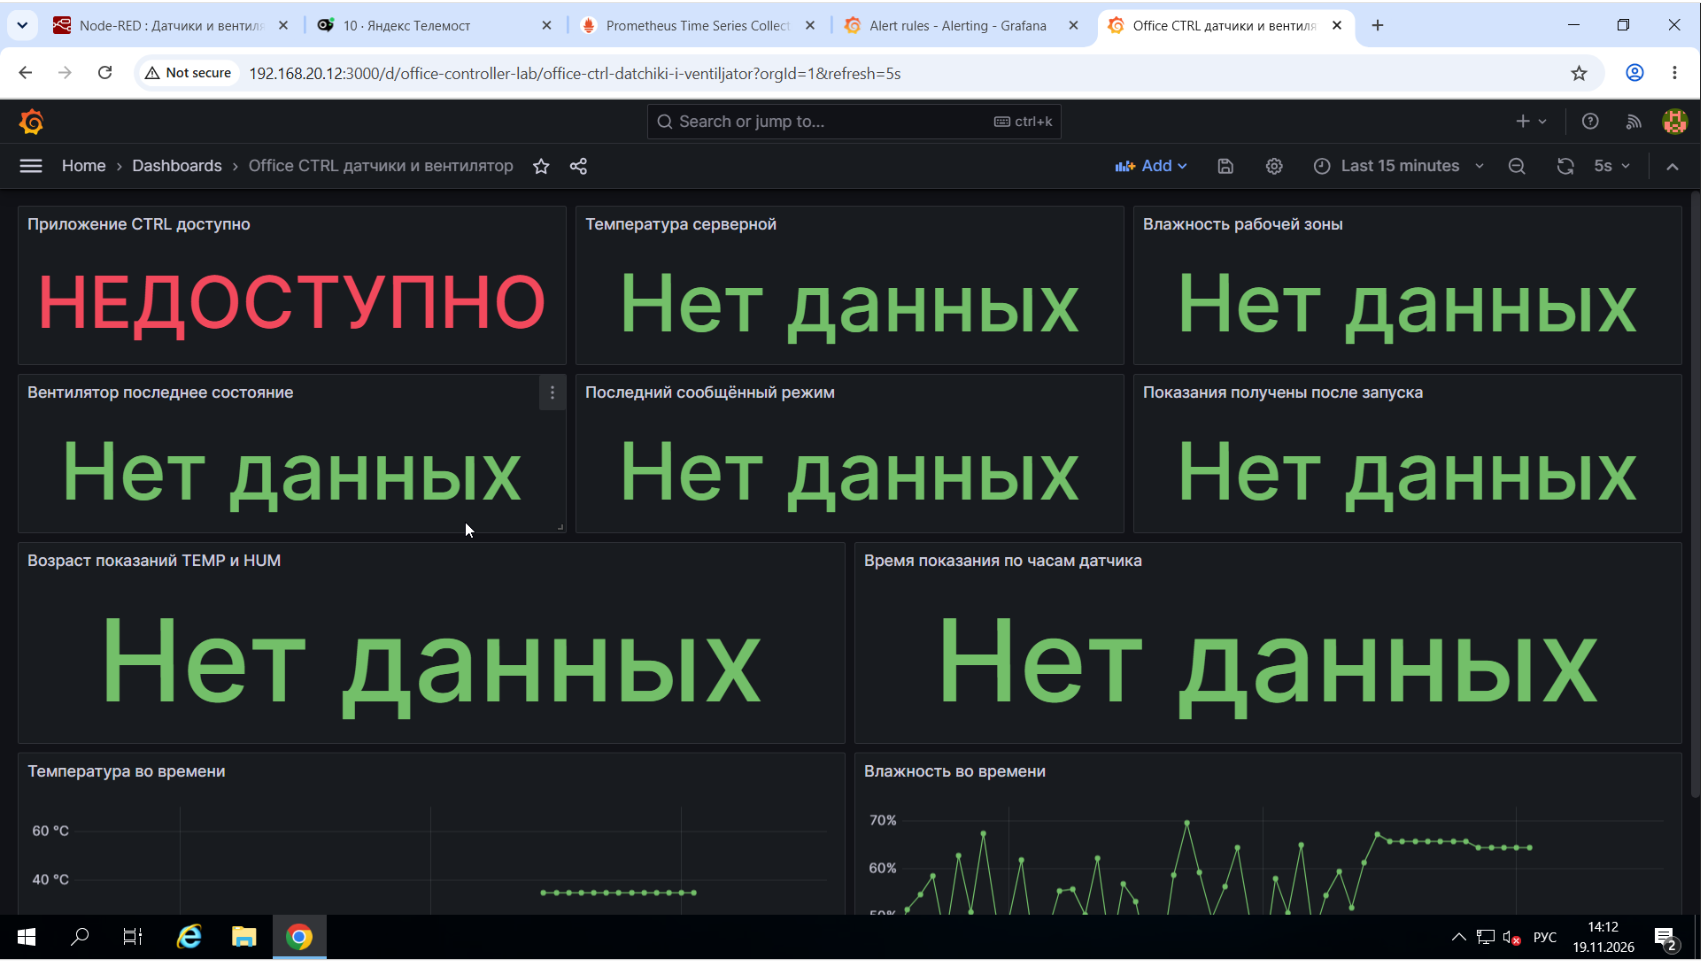 Node-RED : Датчики и вентиля
10 · Яндекс Телемост
Prometheus Time Series Collect
Alert rules - Alerting - Grafana
Office CTRL датчики и вентиля
Not secure
192.168.20.12:3000/d/office-controller-lab/office-ctrl-datchiki-i-ventiljator?orgId=1&refresh=5s
Search or jump to...
ctrl+k
Home › Dashboards › Office CTRL датчики и вентилятор
Add
Last 15 minutes
5s
Приложение CTRL доступно
НЕДОСТУПНО
Температура серверной
Нет данных
Влажность рабочей зоны
Нет данных
Вентилятор последнее состояние
Нет данных
Последний сообщённый режим
Нет данных
Показания получены после запуска
Нет данных
Возраст показаний TEMP и HUM
Нет данных
Время показания по часам датчика
Нет данных
Температура во времени
60 °C
40 °C
Влажность во времени
70%
60%
50%
РУС
14:12
19.11.2026
2